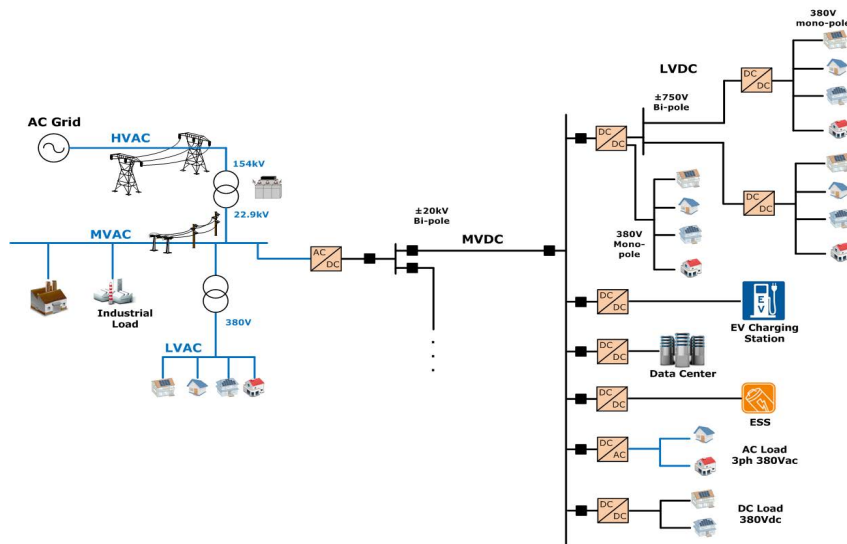 380V
mono-pole
DC
DC
LVDC
±750V
Bi-pole
AC Grid
HVAC
154kV
DC
DC
22.9kV
±20kV
Bi-pole
DC
DC
MVAC
MVDC
380V
Mono-
pole
AC
DC
Industrial
Load
380V
DC
DC
EV
EV Charging
Station
LVAC
DC
DC
Data Center
DC
DC
ESS
DC
AC
AC Load
3ph 380Vac
DC
DC
DC Load
380Vdc